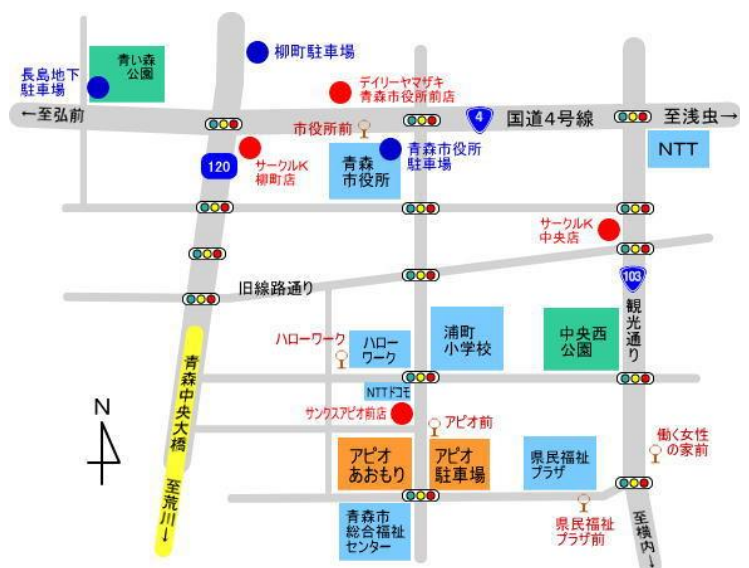 青い森
公園
柳町駐車場
長島地下
駐車場
デイリーヤマザキ
青森市役所前店
←至弘前
市役所前
4
国道4号線
至浅虫→
120
サークルK
柳町店
青森
市役所
青森市役所
駐車場
NTT
サークルK
中央店
旧線路通り
103
観光通り
ハローワーク
ハロー
ワーク
浦町
小学校
中央西
公園
青森中央大橋
至荒川→
NTTドコモ
サンクスアピオ前店
アピオ前
N
アピオ
あおもり
アピオ
駐車場
県民福祉
プラザ
働く女性
の家前
青森市
総合福祉
センター
県民福祉
プラザ前
至横内→